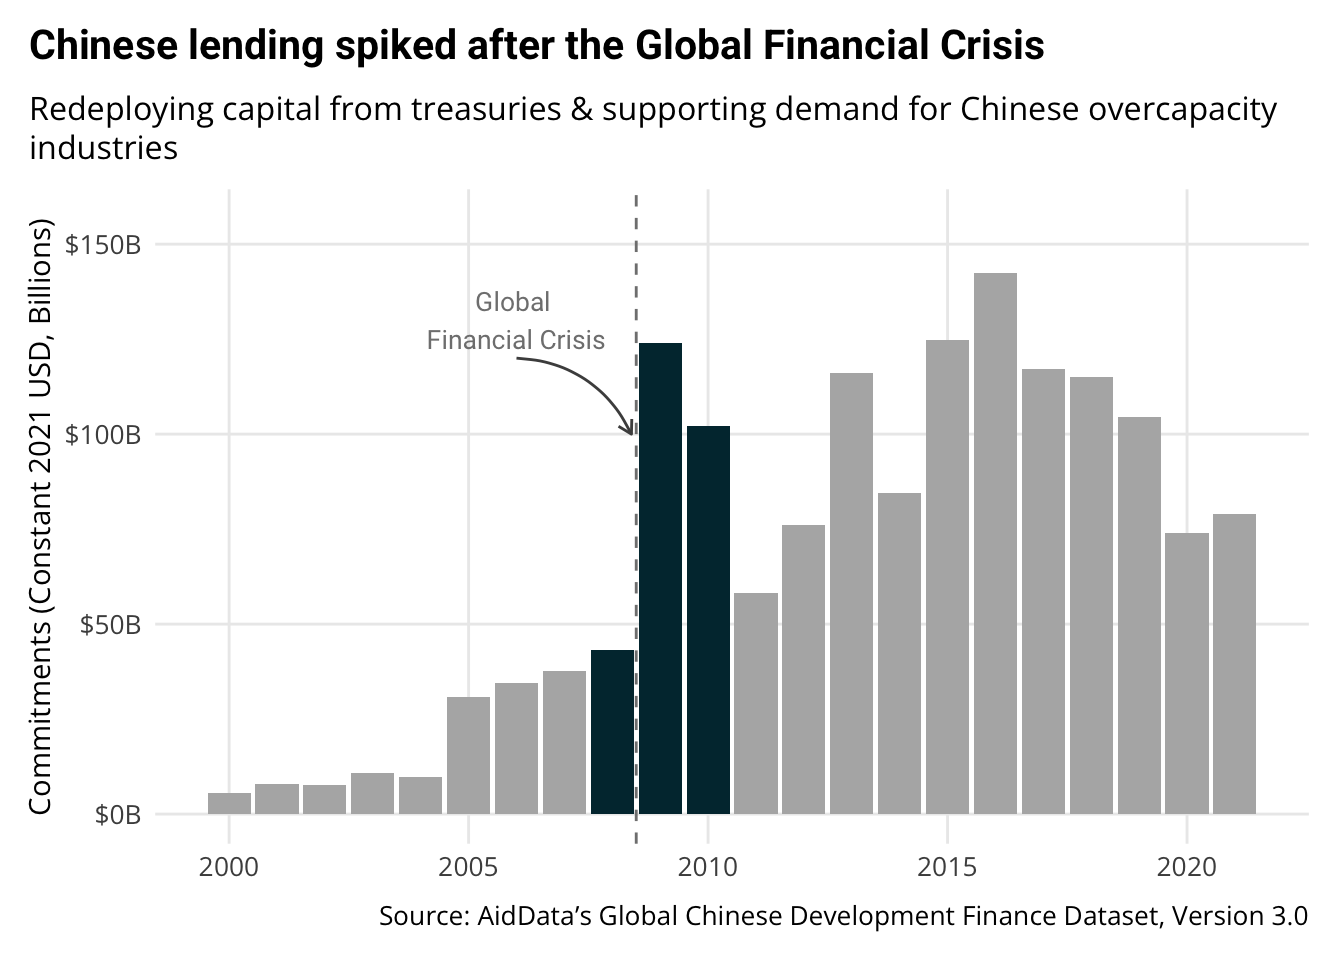 Chinese lending spiked after the Global Financial Crisis
Redeploying capital from treasuries & supporting demand for Chinese overcapacity
industries
Commitments (Constant 2021 USD, Billions)
$150B
$100B
$50B
$0B
Global
Financial Crisis
2000
2005
2010
2015
2020
Source: AidData’s Global Chinese Development Finance Dataset, Version 3.0